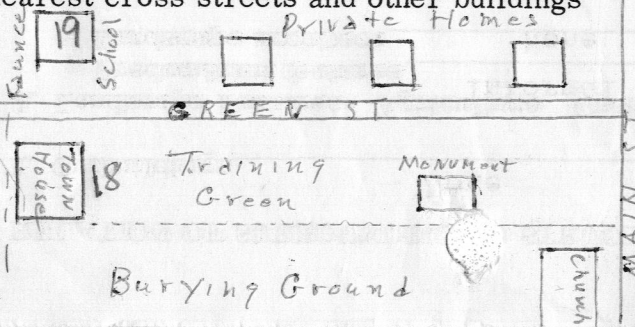 earest cross streets and other buildings
Private Homes
19
School
Faunce
GREEN ST
Town
House
18
Training
Green
Monument
Burying Ground
Church